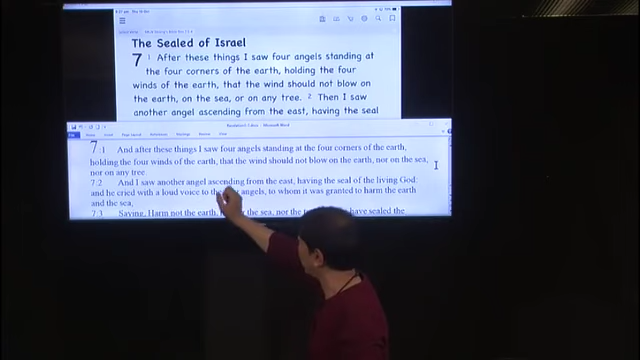 The Sealed of Israel
7 1 After these things I saw four angels standing at
the four corners of the earth, holding the four
winds of the earth, that the wind should not blow on
the earth, on the sea, or on any tree. 2 Then I saw
another angel ascending from the east, having the seal
Microsoft Word
7:1 And after these things I saw four angels standing at the four corners of the earth,
holding the four winds of the earth, that the wind should not blow on the earth, nor on the sea,
nor on any tree
7:2 And I saw another angel ascending from the east, having the seal of the living God:
and he cried with a loud voice to the angels, to whom it was granted to harm the earth
and the sea,
7:3 Saying, Harm not the earth, the sea, nor the have sealed the